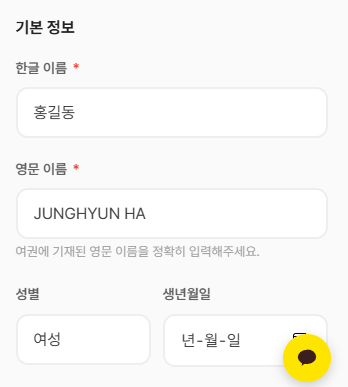 기본 정보
한글 이름 *
홍길동
영문 이름 *
JUNGHYUN HA
여권에 기재된 영문 이름을 정확히 입력해주세요.
성별 생년월일
여성 년-월-일